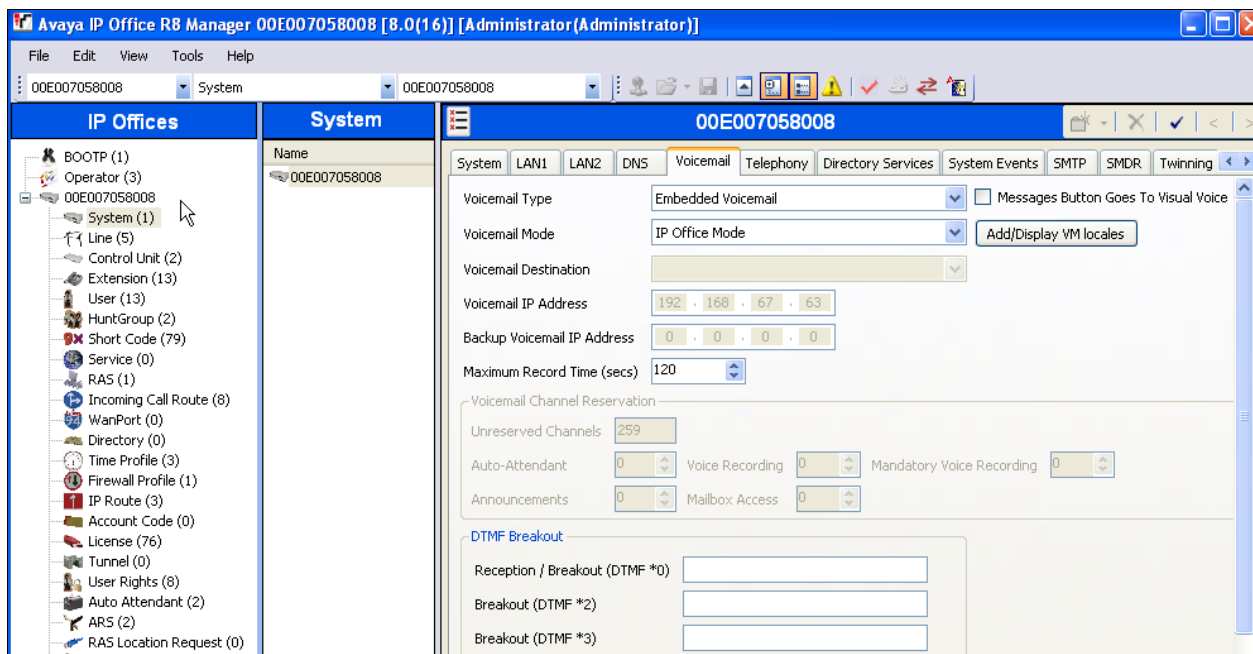 Avaya IP Office R8 Manager 00E007058008 [8.0(16)] [Administrator(Administrator)]
File Edit View Tools Help
00E007058008 System 00E007058008
IP Offices
BOOTP (1)
Operator (3)
00E007058008
System (1)
Line (5)
Control Unit (2)
Extension (13)
User (13)
HuntGroup (2)
Short Code (79)
Service (0)
RAS (1)
Incoming Call Route (8)
WanPort (0)
Directory (0)
Time Profile (3)
Firewall Profile (1)
IP Route (3)
Account Code (0)
License (76)
Tunnel (0)
User Rights (8)
Auto Attendant (2)
ARS (2)
RAS Location Request (0)
System
Name
00E007058008
00E007058008
System LAN1 LAN2 DNS Voicemail Telephony Directory Services System Events SMTP SMDR Twinning
Voicemail Type Embedded Voicemail Messages Button Goes To Visual Voice
Voicemail Mode IP Office Mode Add/Display VM locales
Voicemail Destination
Voicemail IP Address 192 . 168 . 67 . 63
Backup Voicemail IP Address 0 . 0 . 0 . 0
Maximum Record Time (secs) 120
Voicemail Channel Reservation
Unreserved Channels 259
Auto-Attendant 0 Voice Recording 0 Mandatory Voice Recording 0
Announcements 0 Mailbox Access 0
DTMF Breakout
Reception / Breakout (DTMF *0)
Breakout (DTMF *2)
Breakout (DTMF *3)